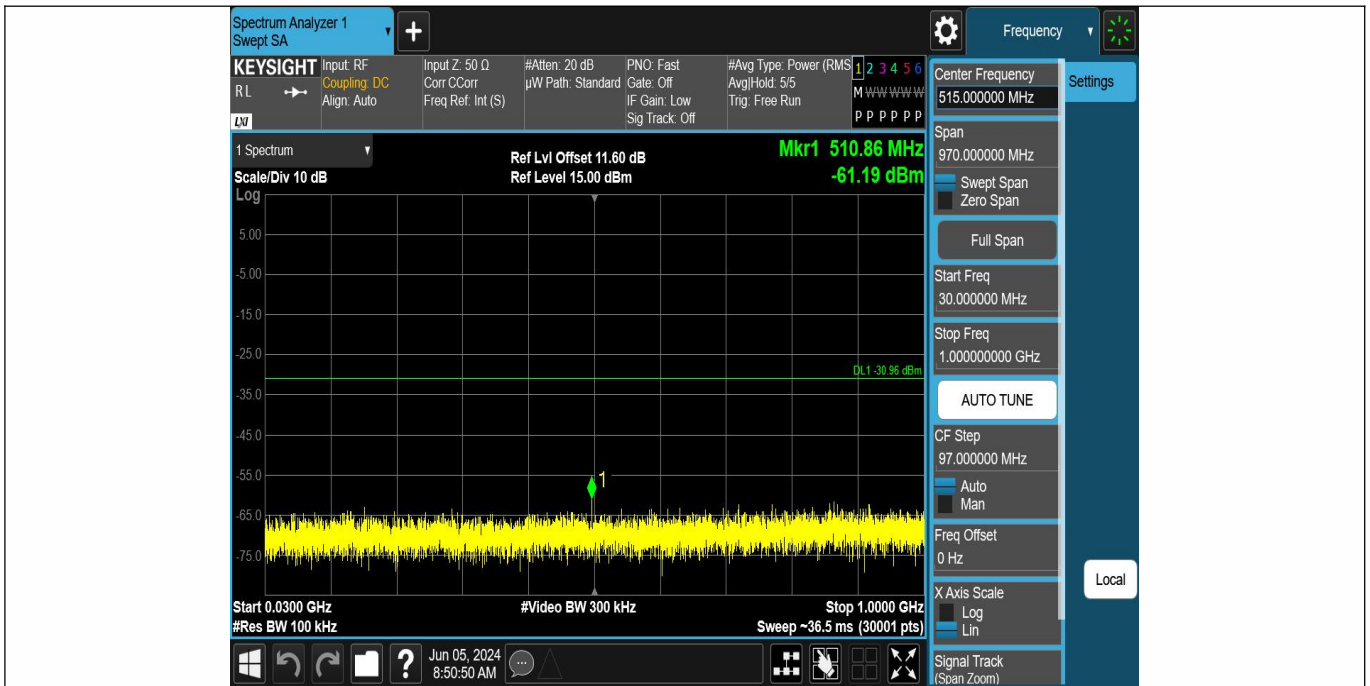 Spectrum Analyzer 1
Swept SA
+
Frequency
KEYSIGHT
RL
LXI
Input: RF
Coupling: DC
Align: Auto
Input Z: 50 Ω
Corr CCorr
Freq Ref: Int (S)
#Atten: 20 dB
µW Path: Standard
PNO: Fast
Gate: Off
IF Gain: Low
Sig Track: Off
#Avg Type: Power (RMS
Avg|Hold: 5/5
Trig: Free Run
1 2 3 4 5 6
M W W W W W
P P P P P P
1 Spectrum
Scale/Div 10 dB
Ref Lvl Offset 11.60 dB
Ref Level 15.00 dBm
Mkr1 510.86 MHz
-61.19 dBm
Log
5.00
-5.00
-15.0
-25.0
DL1 -30.96 dBm
-35.0
-45.0
-55.0
1
-65.0
-75.0
Start 0.0300 GHz
#Res BW 100 kHz
#Video BW 300 kHz
Stop 1.0000 GHz
Sweep ~36.5 ms (30001 pts)
Center Frequency
515.000000 MHz
Settings
Span
970.000000 MHz
Swept Span
Zero Span
Full Span
Start Freq
30.000000 MHz
Stop Freq
1.000000000 GHz
AUTO TUNE
CF Step
97.000000 MHz
Auto
Man
Freq Offset
0 Hz
Local
X Axis Scale
Log
Lin
Signal Track
(Span Zoom)
?
Jun 05, 2024
8:50:50 AM